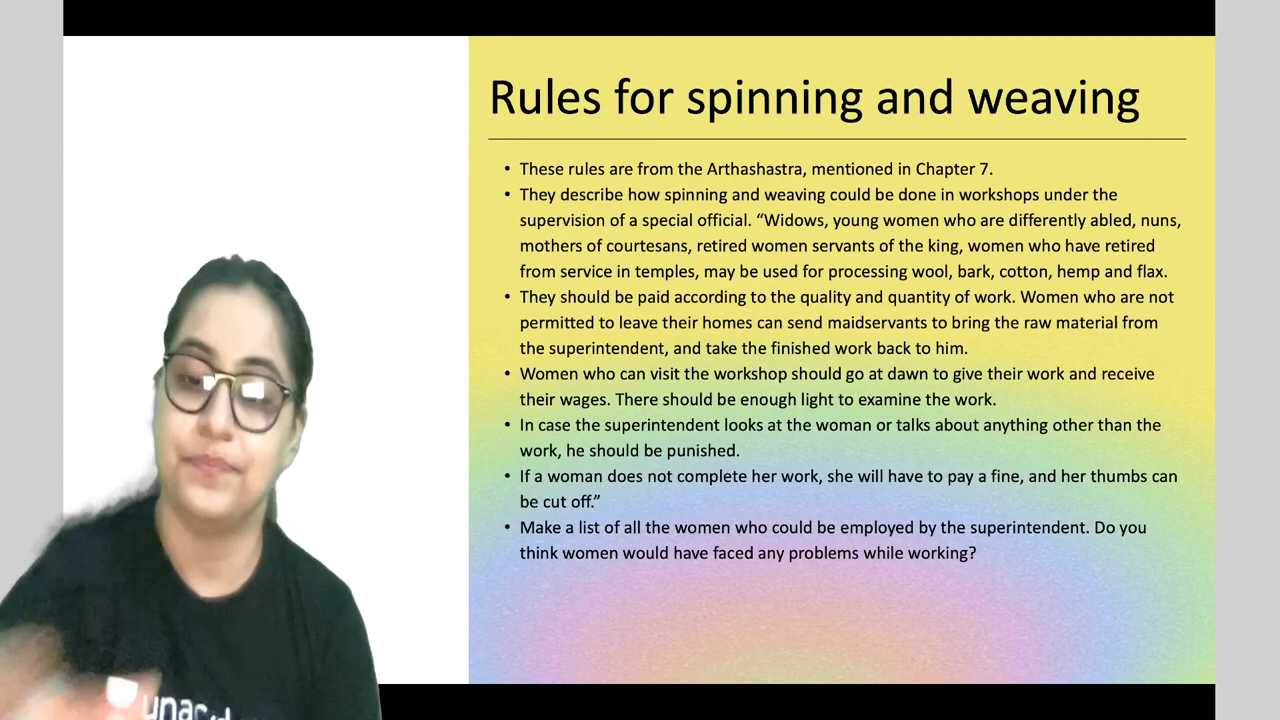 Rules for spinning and weaving
• These rules are from the Arthashastra, mentioned in Chapter 7.
• They describe how spinning and weaving could be done in workshops under the
supervision of a special official. “Widows, young women who are differently abled, nuns,
mothers of courtesans, retired women servants of the king, women who have retired
from service in temples, may be used for processing wool, bark, cotton, hemp and flax.
• They should be paid according to the quality and quantity of work. Women who are not
permitted to leave their homes can send maidservants to bring the raw material from
the superintendent, and take the finished work back to him.
• Women who can visit the workshop should go at dawn to give their work and receive
their wages. There should be enough light to examine the work.
• In case the superintendent looks at the woman or talks about anything other than the
work, he should be punished.
• If a woman does not complete her work, she will have to pay a fine, and her thumbs can
be cut off.”
• Make a list of all the women who could be employed by the superintendent. Do you
think women would have faced any problems while working?